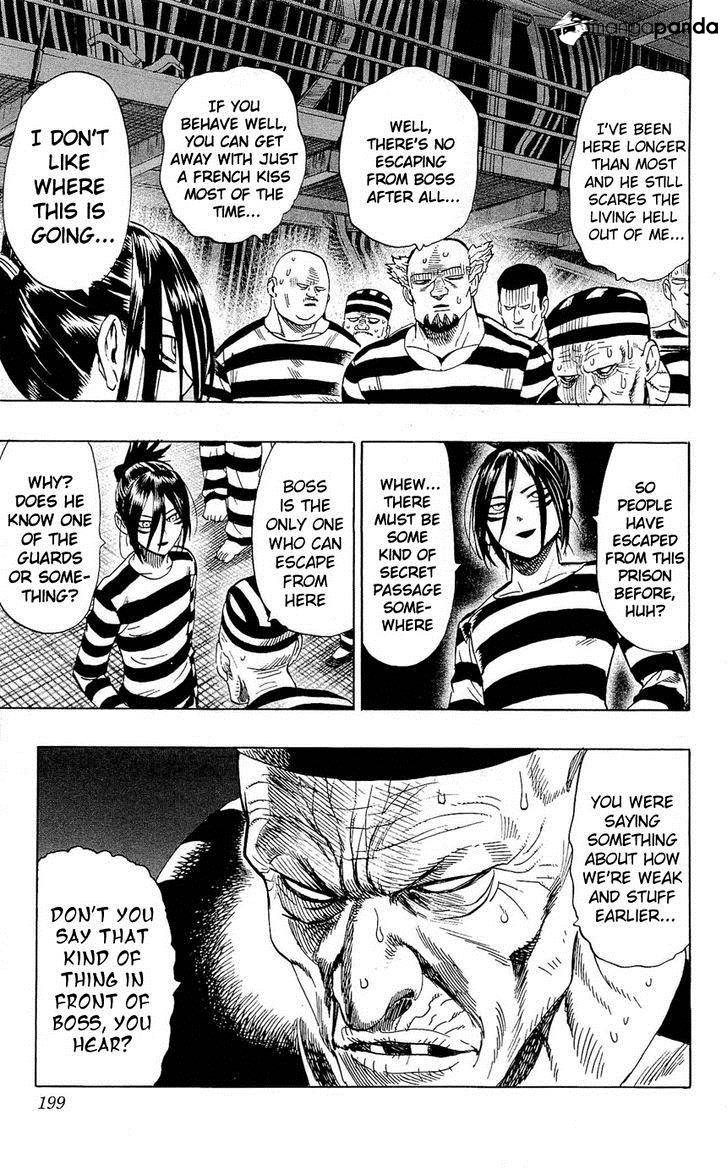 mangapanda
I'VE BEEN
HERE LONGER
THAN MOST
AND HE STILL
SCARES THE
LIVING HELL
OUT OF ME...
WELL,
THERE'S NO
ESCAPING
FROM BOSS
AFTER ALL...
IF YOU
BEHAVE WELL,
YOU CAN GET
AWAY WITH JUST
A FRENCH KISS
MOST OF THE
TIME...
I DON'T
LIKE
WHERE
THIS IS
GOING...
SO
PEOPLE
HAVE
ESCAPED
FROM THIS
PRISON
BEFORE,
HUH?
WHEW...
THERE
MUST BE
SOME
KIND OF
SECRET
PASSAGE
SOME-
WHERE
BOSS
IS THE
ONLY ONE
WHO CAN
ESCAPE
FROM
HERE
WHY?
DOES HE
KNOW ONE
OF THE
GUARDS
OR SOME-
THING?
YOU WERE
SAYING
SOMETHING
ABOUT HOW
WE'RE WEAK
AND STUFF
EARLIER...
DON'T YOU
SAY THAT
KIND OF
THING IN
FRONT OF
BOSS, YOU
HEAR?
199